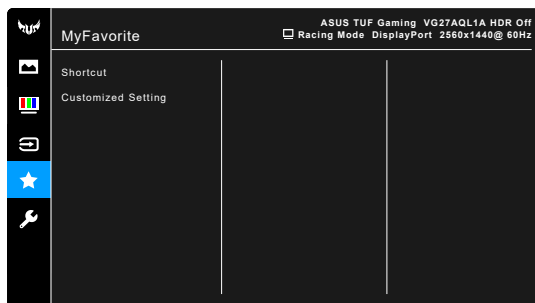 MyFavorite
ASUS TUF Gaming VG27AQL1A HDR Off
Racing Mode DisplayPort 2560x1440@ 60Hz
Shortcut
Customized Setting